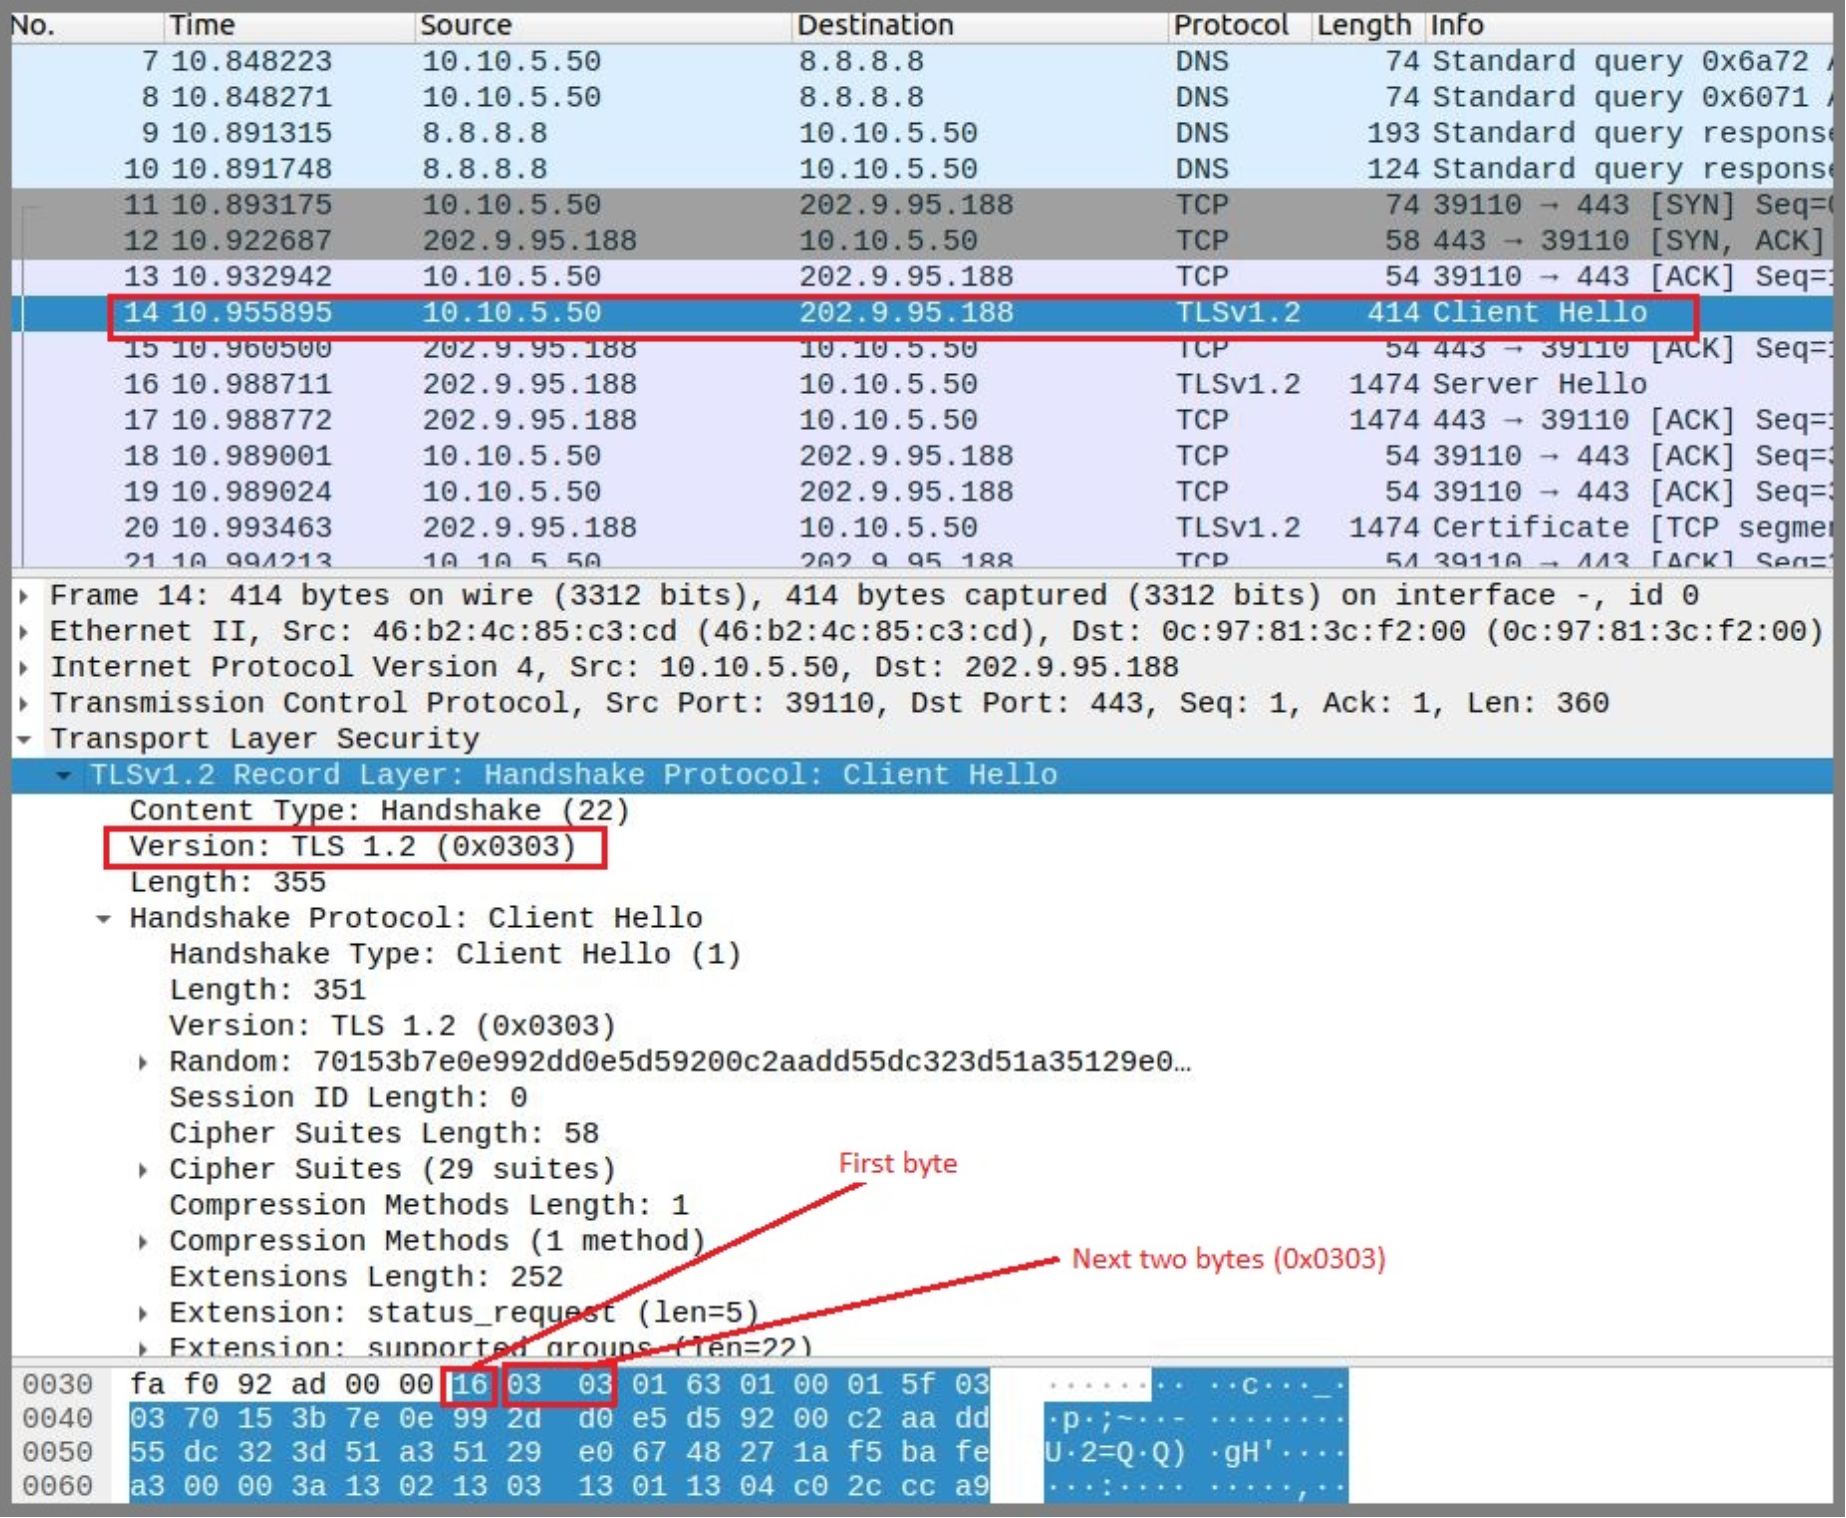 No. Time Source Destination Protocol Length Info
7 10.848223 10.10.5.50 8.8.8.8 DNS 74 Standard query 0x6a72
8 10.848271 10.10.5.50 8.8.8.8 DNS 74 Standard query 0x6071
9 10.891315 8.8.8.8 10.10.5.50 DNS 193 Standard query response
10 10.891748 8.8.8.8 10.10.5.50 DNS 124 Standard query response
11 10.893175 10.10.5.50 202.9.95.188 TCP 74 39110 → 443 [SYN] Seq=
12 10.922687 202.9.95.188 10.10.5.50 TCP 58 443 → 39110 [SYN, ACK]
13 10.932942 10.10.5.50 202.9.95.188 TCP 54 39110 → 443 [ACK] Seq=
14 10.955895 10.10.5.50 202.9.95.188 TLSv1.2 414 Client Hello
15 10.960500 202.9.95.188 10.10.5.50 TCP 54 443 → 39110 [ACK] Seq=
16 10.988711 202.9.95.188 10.10.5.50 TLSv1.2 1474 Server Hello
17 10.988772 202.9.95.188 10.10.5.50 TCP 1474 443 → 39110 [ACK] Seq=
18 10.989001 10.10.5.50 202.9.95.188 TCP 54 39110 → 443 [ACK] Seq=
19 10.989024 10.10.5.50 202.9.95.188 TCP 54 39110 → 443 [ACK] Seq=
20 10.993463 202.9.95.188 10.10.5.50 TLSv1.2 1474 Certificate [TCP segme
21 10.994213 10.10.5.50 202.9.95.188 TCP 54 39110 → 443 [ACK] Seq=
Frame 14: 414 bytes on wire (3312 bits), 414 bytes captured (3312 bits) on interface -, id 0
Ethernet II, Src: 46:b2:4c:85:c3:cd (46:b2:4c:85:c3:cd), Dst: 0c:97:81:3c:f2:00 (0c:97:81:3c:f2:00)
Internet Protocol Version 4, Src: 10.10.5.50, Dst: 202.9.95.188
Transmission Control Protocol, Src Port: 39110, Dst Port: 443, Seq: 1, Ack: 1, Len: 360
Transport Layer Security
TLSv1.2 Record Layer: Handshake Protocol: Client Hello
Content Type: Handshake (22)
Version: TLS 1.2 (0x0303)
Length: 355
Handshake Protocol: Client Hello
Handshake Type: Client Hello (1)
Length: 351
Version: TLS 1.2 (0x0303)
Random: 70153b7e0e992dd0e5d59200c2aadd55dc323d51a35129e0…
Session ID Length: 0
Cipher Suites Length: 58
First byte
Cipher Suites (29 suites)
Compression Methods Length: 1
Compression Methods (1 method)
Next two bytes (0x0303)
Extensions Length: 252
Extension: status_request (len=5)
Extension: supported_groups (len=22)
0030 fa f0 92 ad 00 00 16 03 03 01 63 01 00 01 5f 03 ········ ··c···_·
0040 03 70 15 3b 7e 0e 99 2d d0 e5 d5 92 00 c2 aa dd ·p·;~··- ········
0050 55 dc 32 3d 51 a3 51 29 e0 67 48 27 1a f5 ba fe U·2=Q·Q) ·gH'····
0060 a3 00 00 3a 13 02 13 03 13 01 13 04 c0 2c cc a9 ···:···· ·····,··